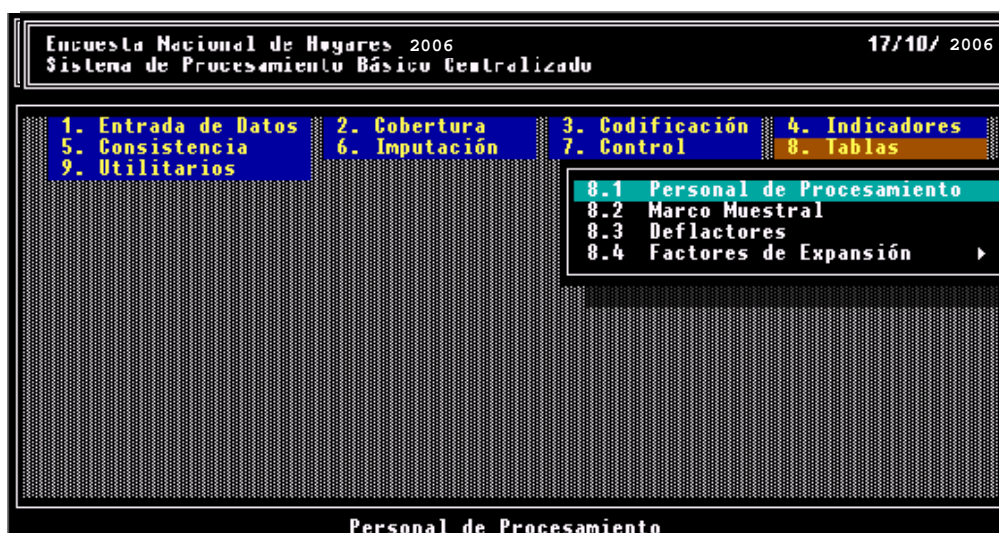 Encuesta Nacional de Hogares 2006 17/10/ 2006
Sistema de Procesamiento Básico Centralizado
1. Entrada de Datos 2. Cobertura 3. Codificación 4. Indicadores
5. Consistencia 6. Imputación 7. Control 8. Tablas
9. Utilitarios
8.1 Personal de Procesamiento
8.2 Marco Muestral
8.3 Deflactores
8.4 Factores de Expansión
Personal de Procesamiento